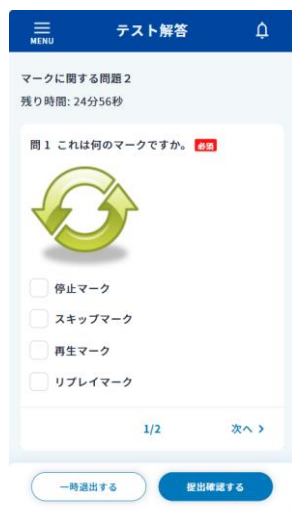 MENU
テスト解答
マークに関する問題2
残り時間: 24分56秒
問1 これは何のマークですか。 必須
停止マーク
スキップマーク
再生マーク
リプレイマーク
1/2 次へ
一時退出する 提出確認する